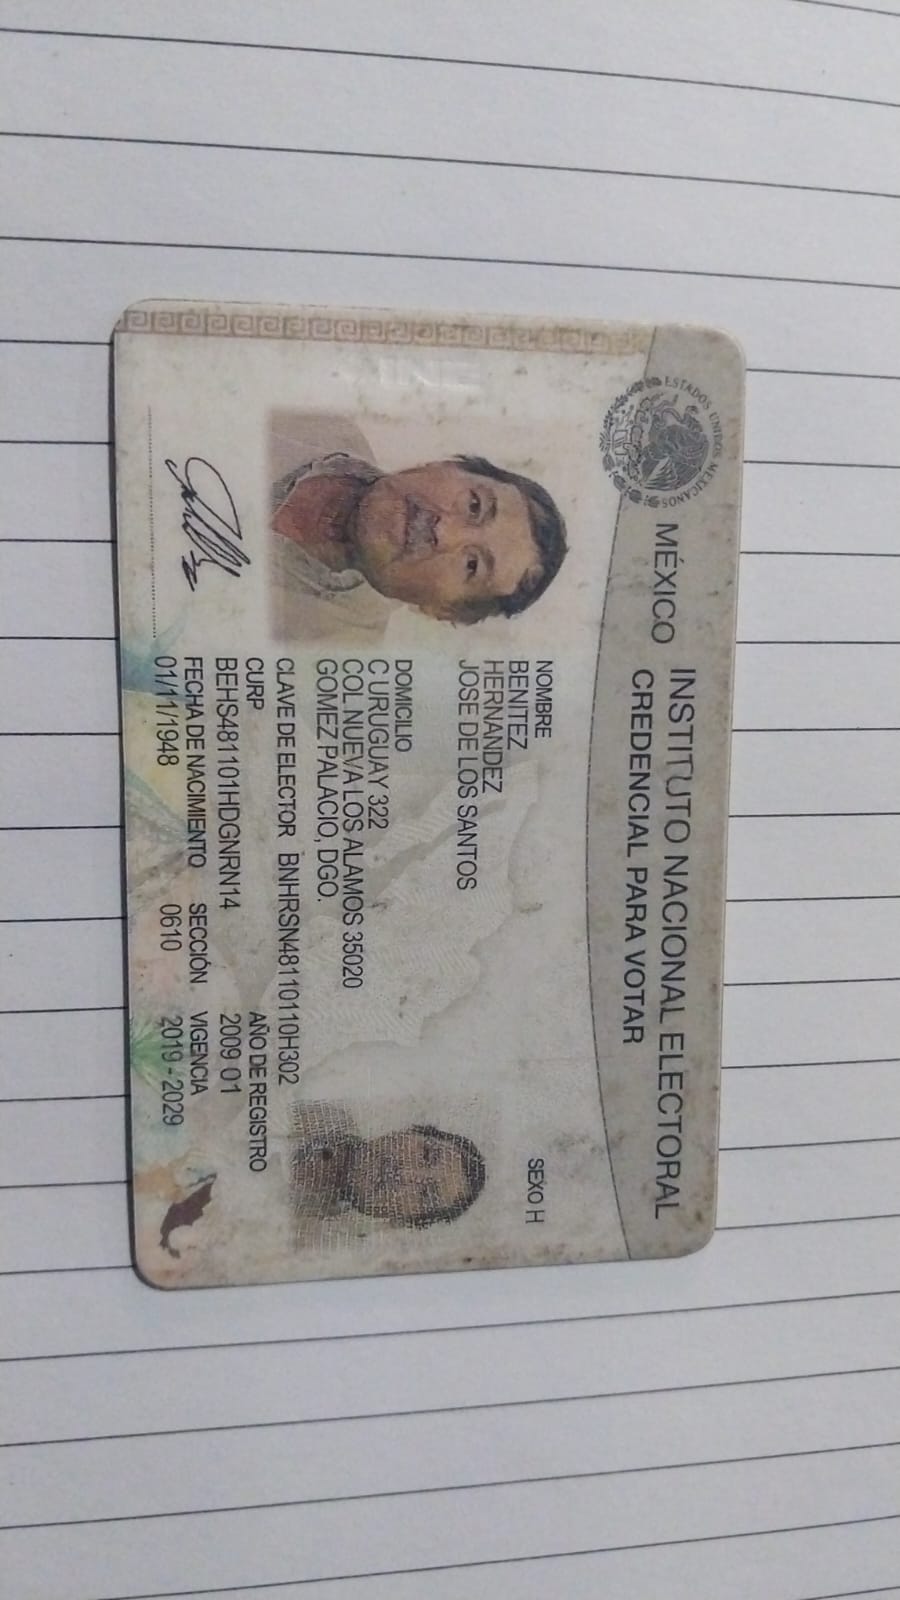 ESTADOS UNIDOS MEXICANOS
MÉXICO
INSTITUTO NACIONAL ELECTORAL
CREDENCIAL PARA VOTAR
NOMBRE
BENITEZ
HERNANDEZ
JOSE DE LOS SANTOS
SEXO H
DOMICILIO
C URUGUAY 322
COL NUEVA LOS ALAMOS 35020
GOMEZ PALACIO, DGO.
CLAVE DE ELECTOR BNHRSN48110110H302
CURP
BEHS481101HDGNRN14
AÑO DE REGISTRO
2009 01
FECHA DE NACIMIENTO
01/11/1948
SECCIÓN
0610
VIGENCIA
2019 - 2029